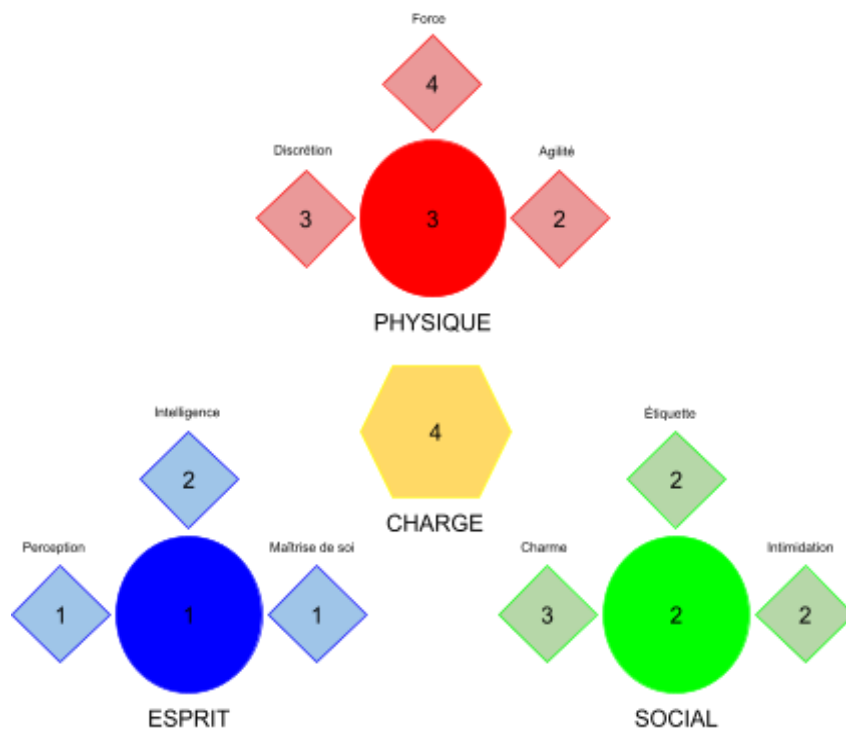 Force
4
Discrétion
Agilité
3
3
2
PHYSIQUE
Intelligence
Étiquette
4
2
2
CHARGE
Perception
Maîtrise de soi
Charme
Intimidation
1
1
1
3
2
2
ESPRIT
SOCIAL